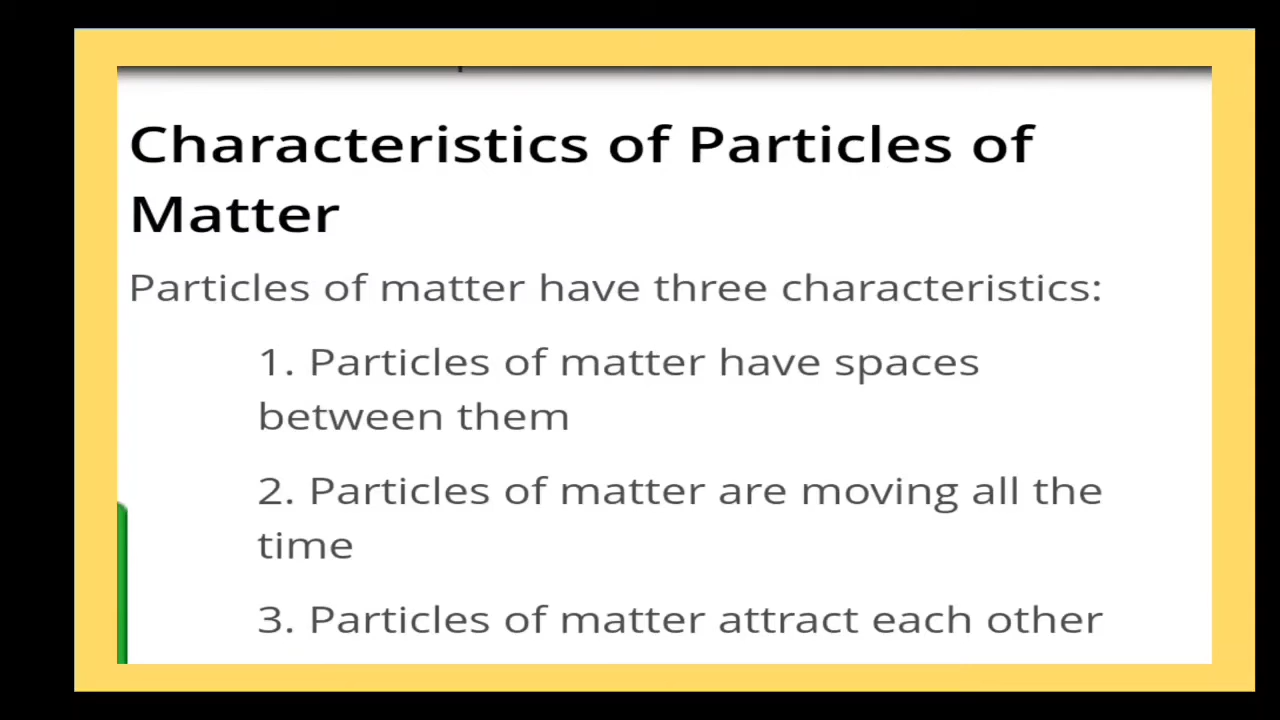 Characteristics of Particles of
Matter
Particles of matter have three characteristics:
1. Particles of matter have spaces
between them
2. Particles of matter are moving all the
time
3. Particles of matter attract each other